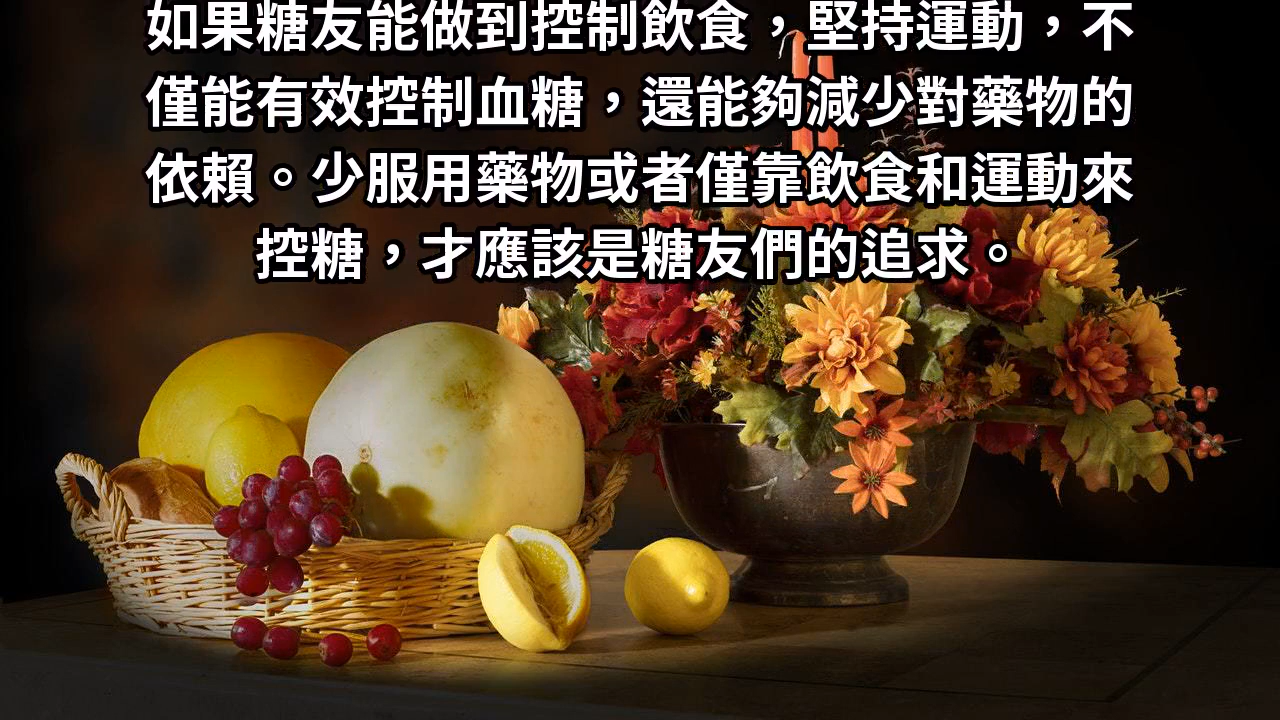 如果糖友能做到控制飲食，堅持運動，不
僅能有效控制血糖，還能夠減少對藥物的
依賴。少服用藥物或者僅靠飲食和運動來
控糖，才應該是糖友們的追求。